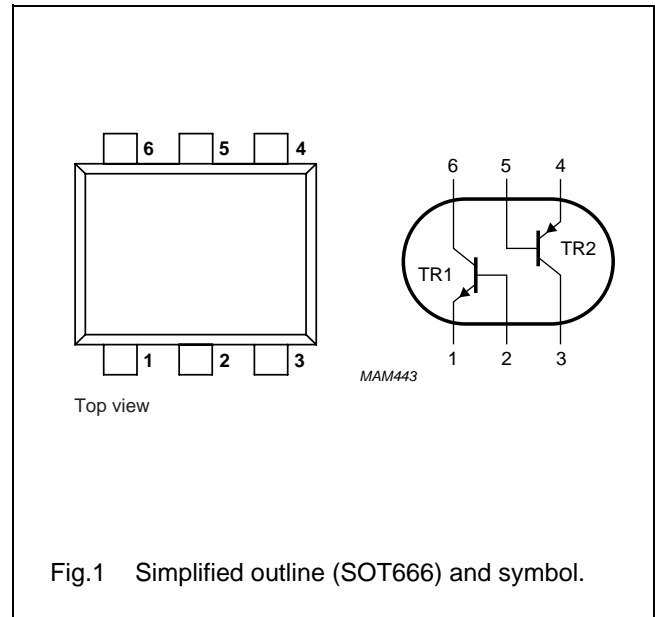 6 5 4
1 2 3
Top view
6 5 4
TR1 TR2
1 2 3
MAM443
Fig.1 Simplified outline (SOT666) and symbol.